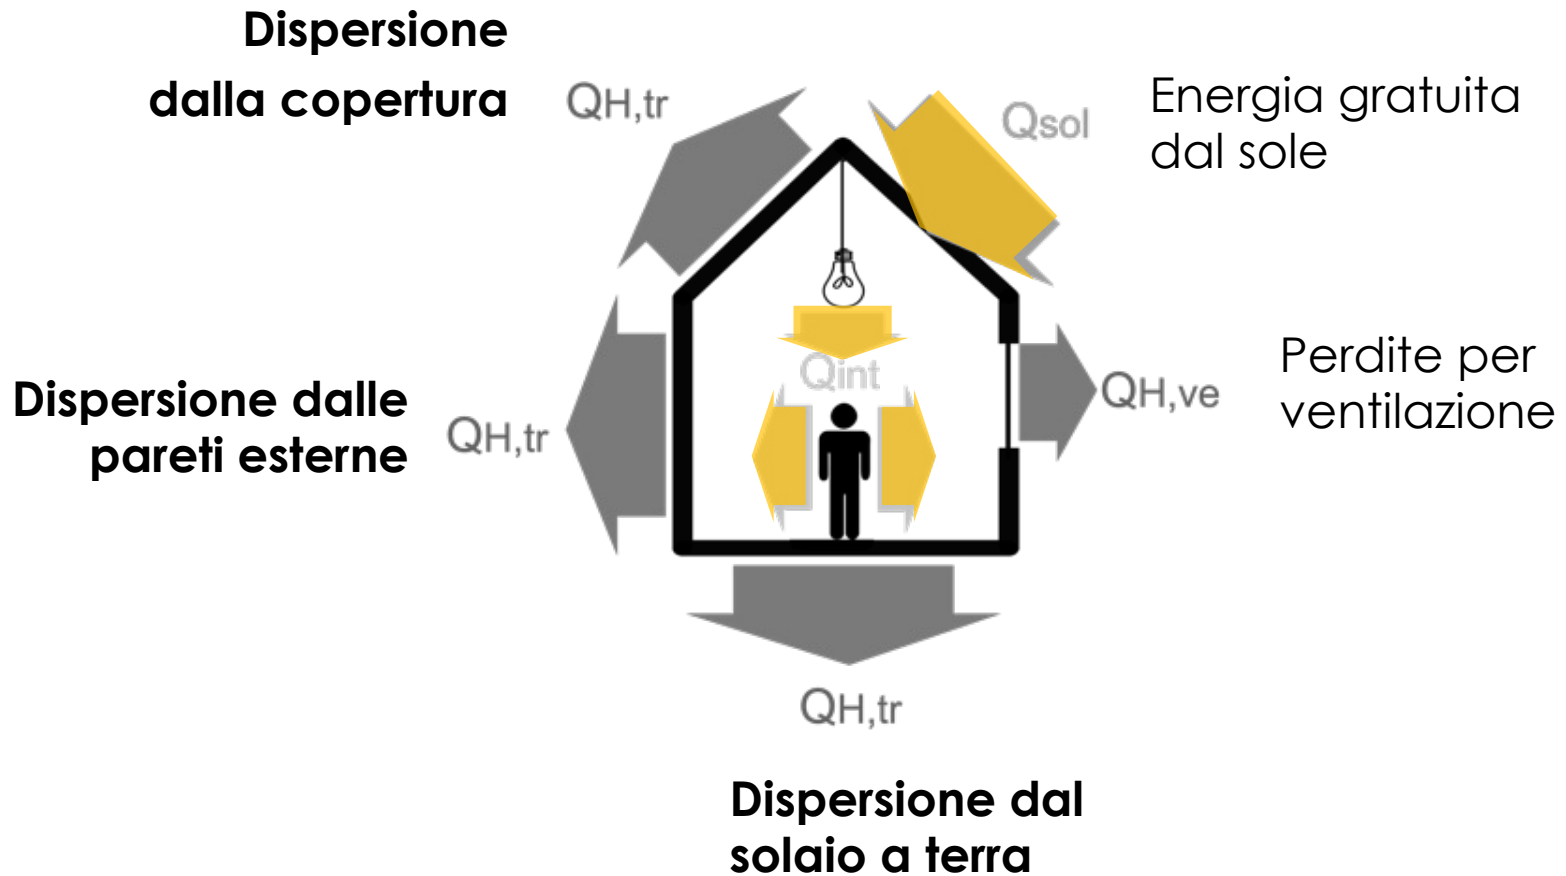 Dispersione
dalla copertura
QH,tr
Qsol
Energia gratuita
dal sole
Qint
Dispersione dalle
pareti esterne
QH,tr
QH,ve
Perdite per
ventilazione
QH,tr
Dispersione dal
solaio a terra